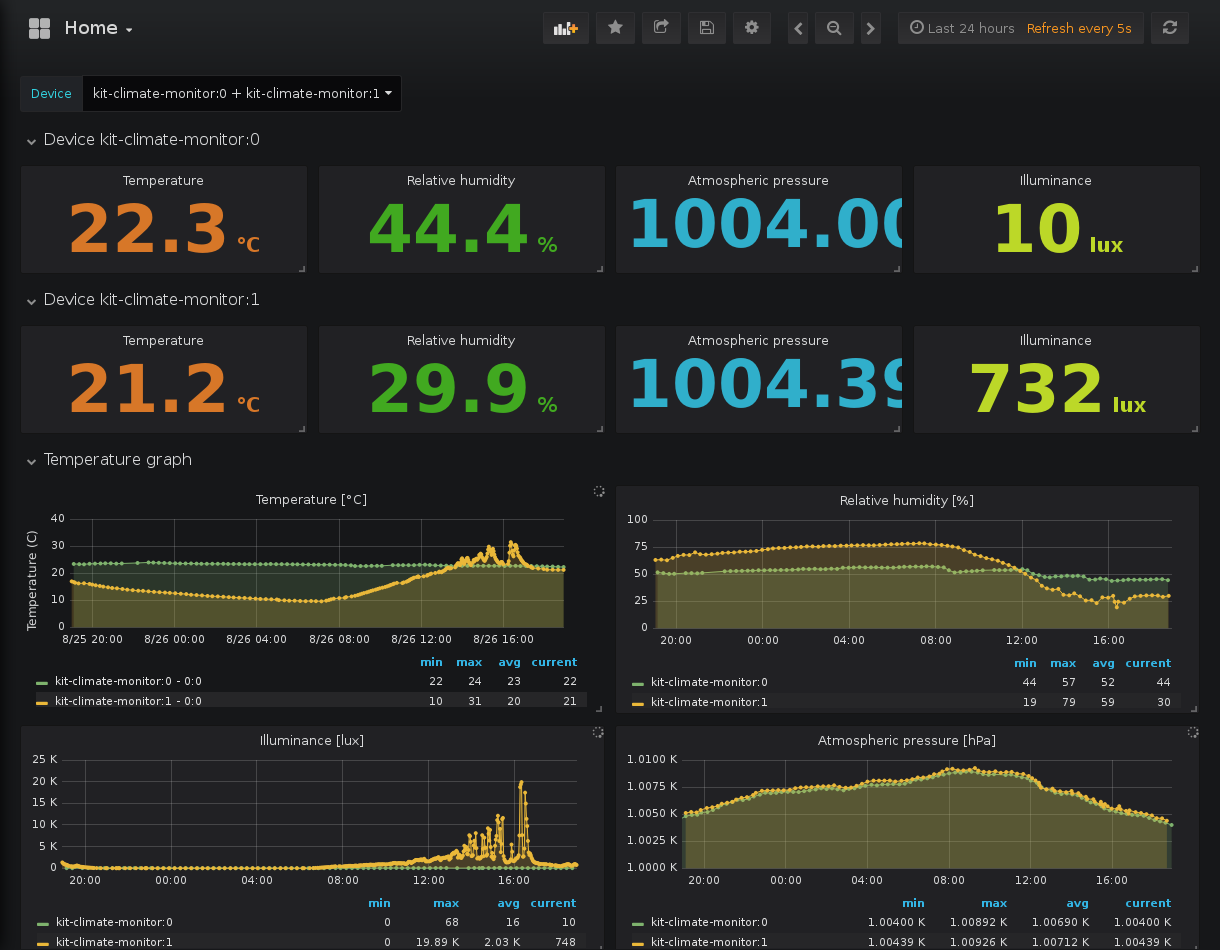 Home
Last 24 hours Refresh every 5s
Device kit-climate-monitor:0 + kit-climate-monitor:1
Device kit-climate-monitor:0
Temperature Relative humidity Atmospheric pressure Illuminance
22.3 °C 44.4 % 1004.00 10 lux
Device kit-climate-monitor:1
Temperature Relative humidity Atmospheric pressure Illuminance
21.2 °C 29.9 % 1004.39 732 lux
Temperature graph
Temperature [°C]
Temperature (C)
40
30
20
10
0
8/25 20:00 8/26 00:00 8/26 04:00 8/26 08:00 8/26 12:00 8/26 16:00
min max avg current
kit-climate-monitor:0 - 0:0 22 24 23 22
kit-climate-monitor:1 - 0:0 10 31 20 21
Relative humidity [%]
100
75
50
25
0
20:00 00:00 04:00 08:00 12:00 16:00
min max avg current
kit-climate-monitor:0 44 57 52 44
kit-climate-monitor:1 19 79 59 30
Illuminance [lux]
25 K
20 K
15 K
10 K
5 K
0
20:00 00:00 04:00 08:00 12:00 16:00
min max avg current
kit-climate-monitor:0 0 68 16 10
kit-climate-monitor:1 0 19.89 K 2.03 K 748
Atmospheric pressure [hPa]
1.0100 K
1.0075 K
1.0050 K
1.0025 K
1.0000 K
20:00 00:00 04:00 08:00 12:00 16:00
min max avg current
kit-climate-monitor:0 1.00400 K 1.00892 K 1.00690 K 1.00400 K
kit-climate-monitor:1 1.00439 K 1.00926 K 1.00712 K 1.00439 K